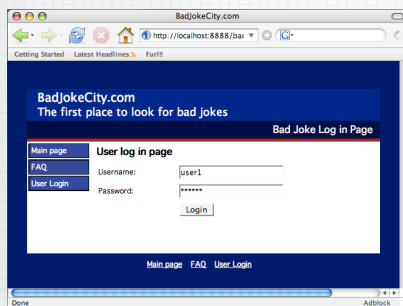 BadJokeCity.com
http://localhost:8888/bac
G
Getting Started Latest Headlines Furl!!
BadJokeCity.com
The first place to look for bad jokes
Bad Joke Log in Page
Main page
FAQ
User Login
User log in page
Username: user1
Password: ******
Login
Main page FAQ User Login
Done Adblock